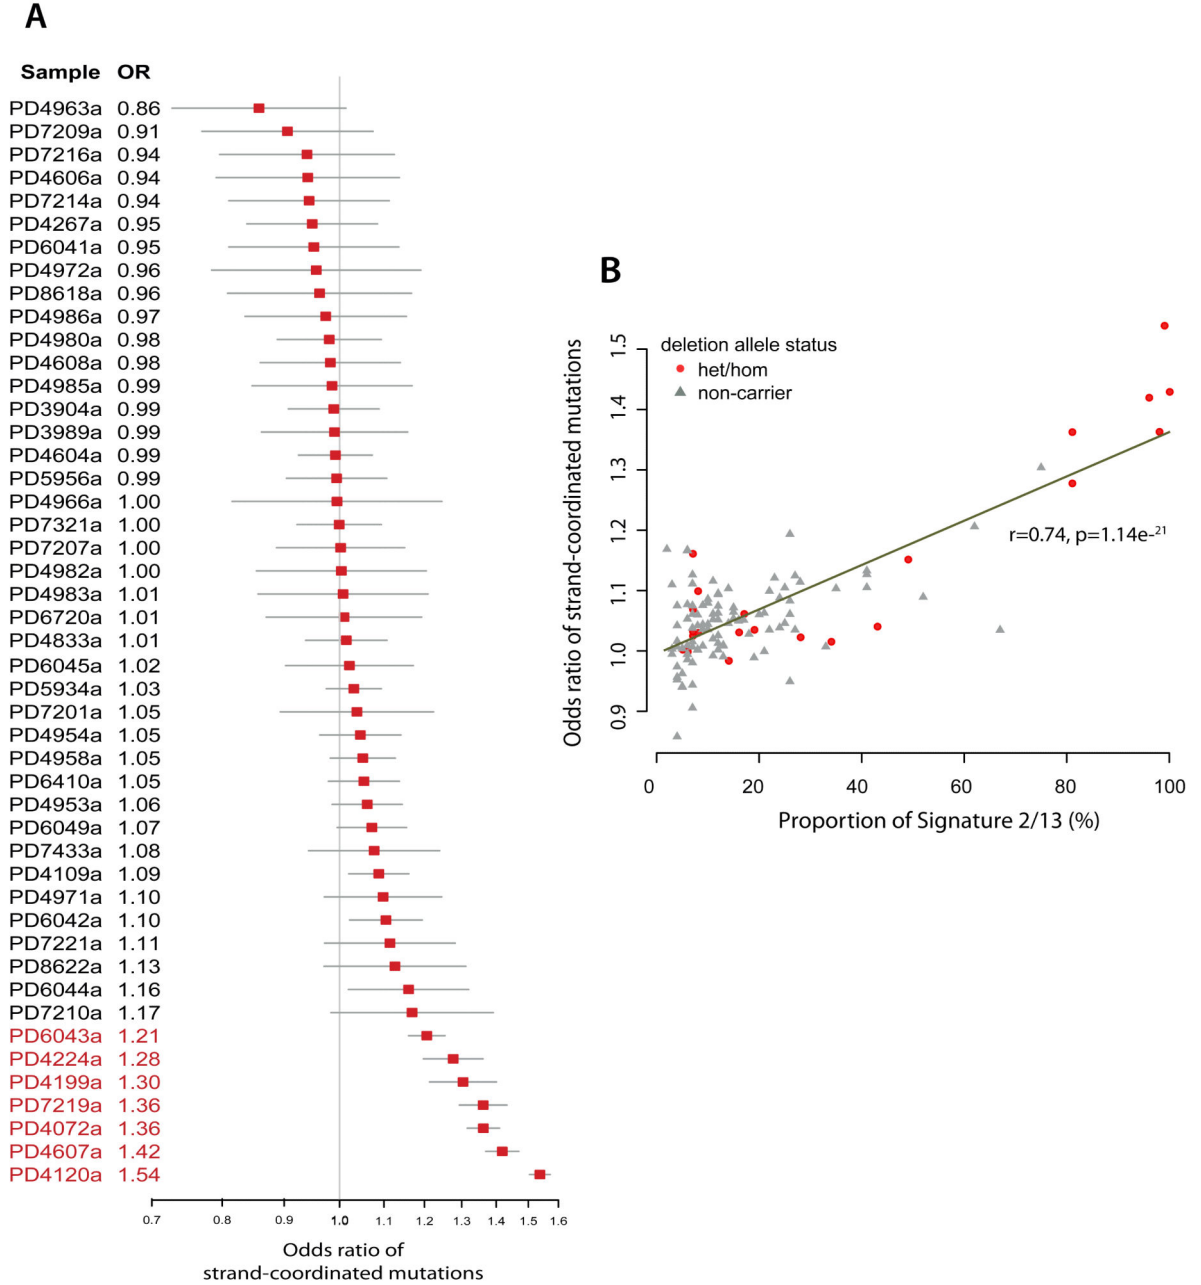 A
Sample OR
PD4963a 0.86
PD7209a 0.91
PD7216a 0.94
PD4606a 0.94
PD7214a 0.94
PD4267a 0.95
PD6041a 0.95
PD4972a 0.96
PD8618a 0.96
PD4986a 0.97
PD4980a 0.98
PD4608a 0.98
PD4985a 0.99
PD3904a 0.99
PD3989a 0.99
PD4604a 0.99
PD5956a 0.99
PD4966a 1.00
PD7321a 1.00
PD7207a 1.00
PD4982a 1.00
PD4983a 1.01
PD6720a 1.01
PD4833a 1.01
PD6045a 1.02
PD5934a 1.03
PD7201a 1.05
PD4954a 1.05
PD4958a 1.05
PD6410a 1.05
PD4953a 1.06
PD6049a 1.07
PD7433a 1.08
PD4109a 1.09
PD4971a 1.10
PD6042a 1.10
PD7221a 1.11
PD8622a 1.13
PD6044a 1.16
PD7210a 1.17
PD6043a 1.21
PD4224a 1.28
PD4199a 1.30
PD7219a 1.36
PD4072a 1.36
PD4607a 1.42
PD4120a 1.54
0.7 0.8 0.9 1.0 1.1 1.2 1.3 1.4 1.5 1.6
Odds ratio of
strand-coordinated mutations
B
Odds ratio of strand-coordinated mutations
1.5
1.4
1.3
1.2
1.1
1.0
0.9
deletion allele status
het/hom
non-carrier
r=0.74, p=1.14e-21
0 20 40 60 80 100
Proportion of Signature 2/13 (%)